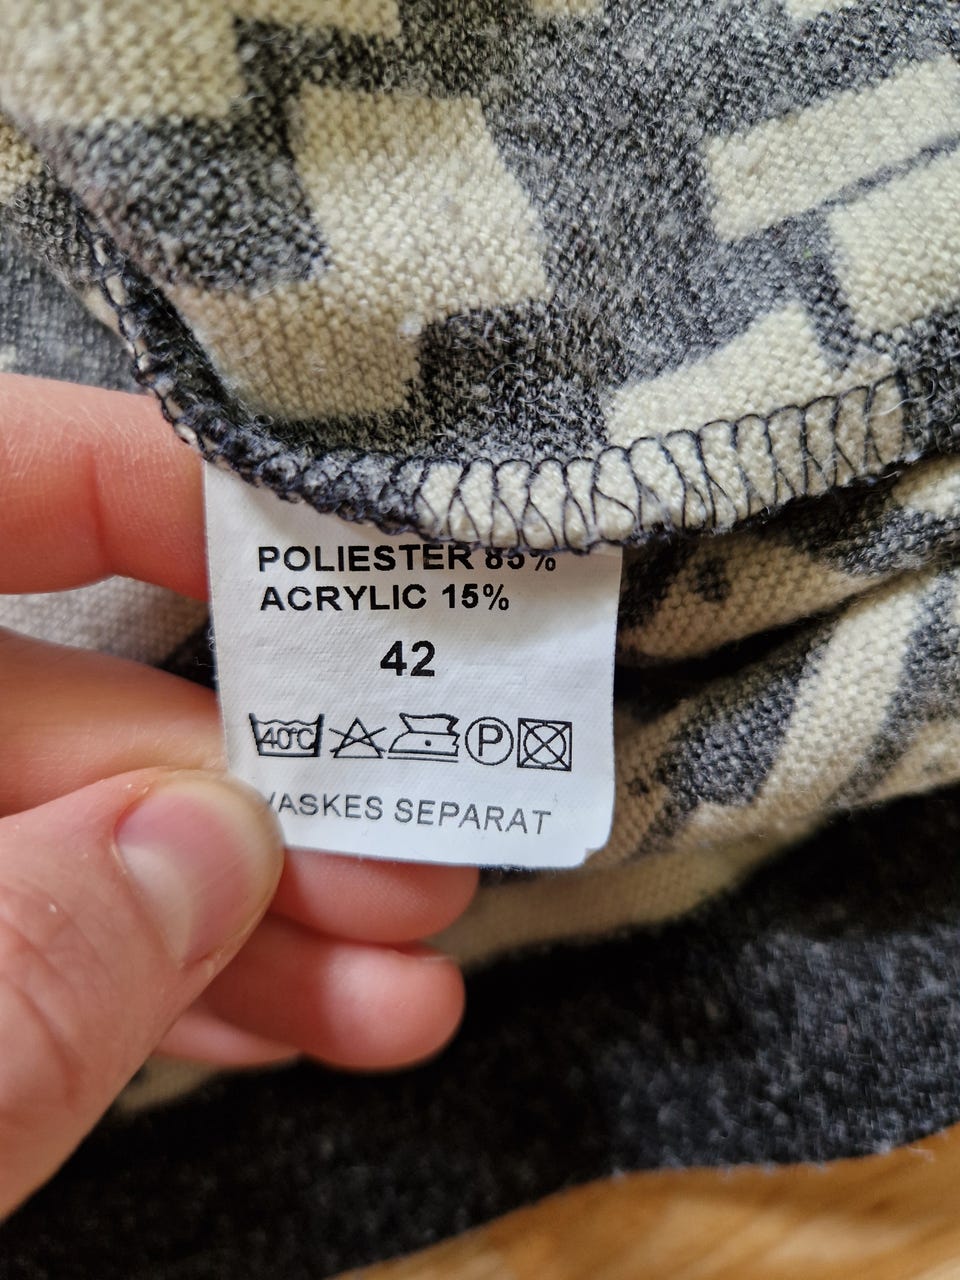 POLIESTER 85%
ACRYLIC 15%
42
40°C P
VASKES SEPARAT